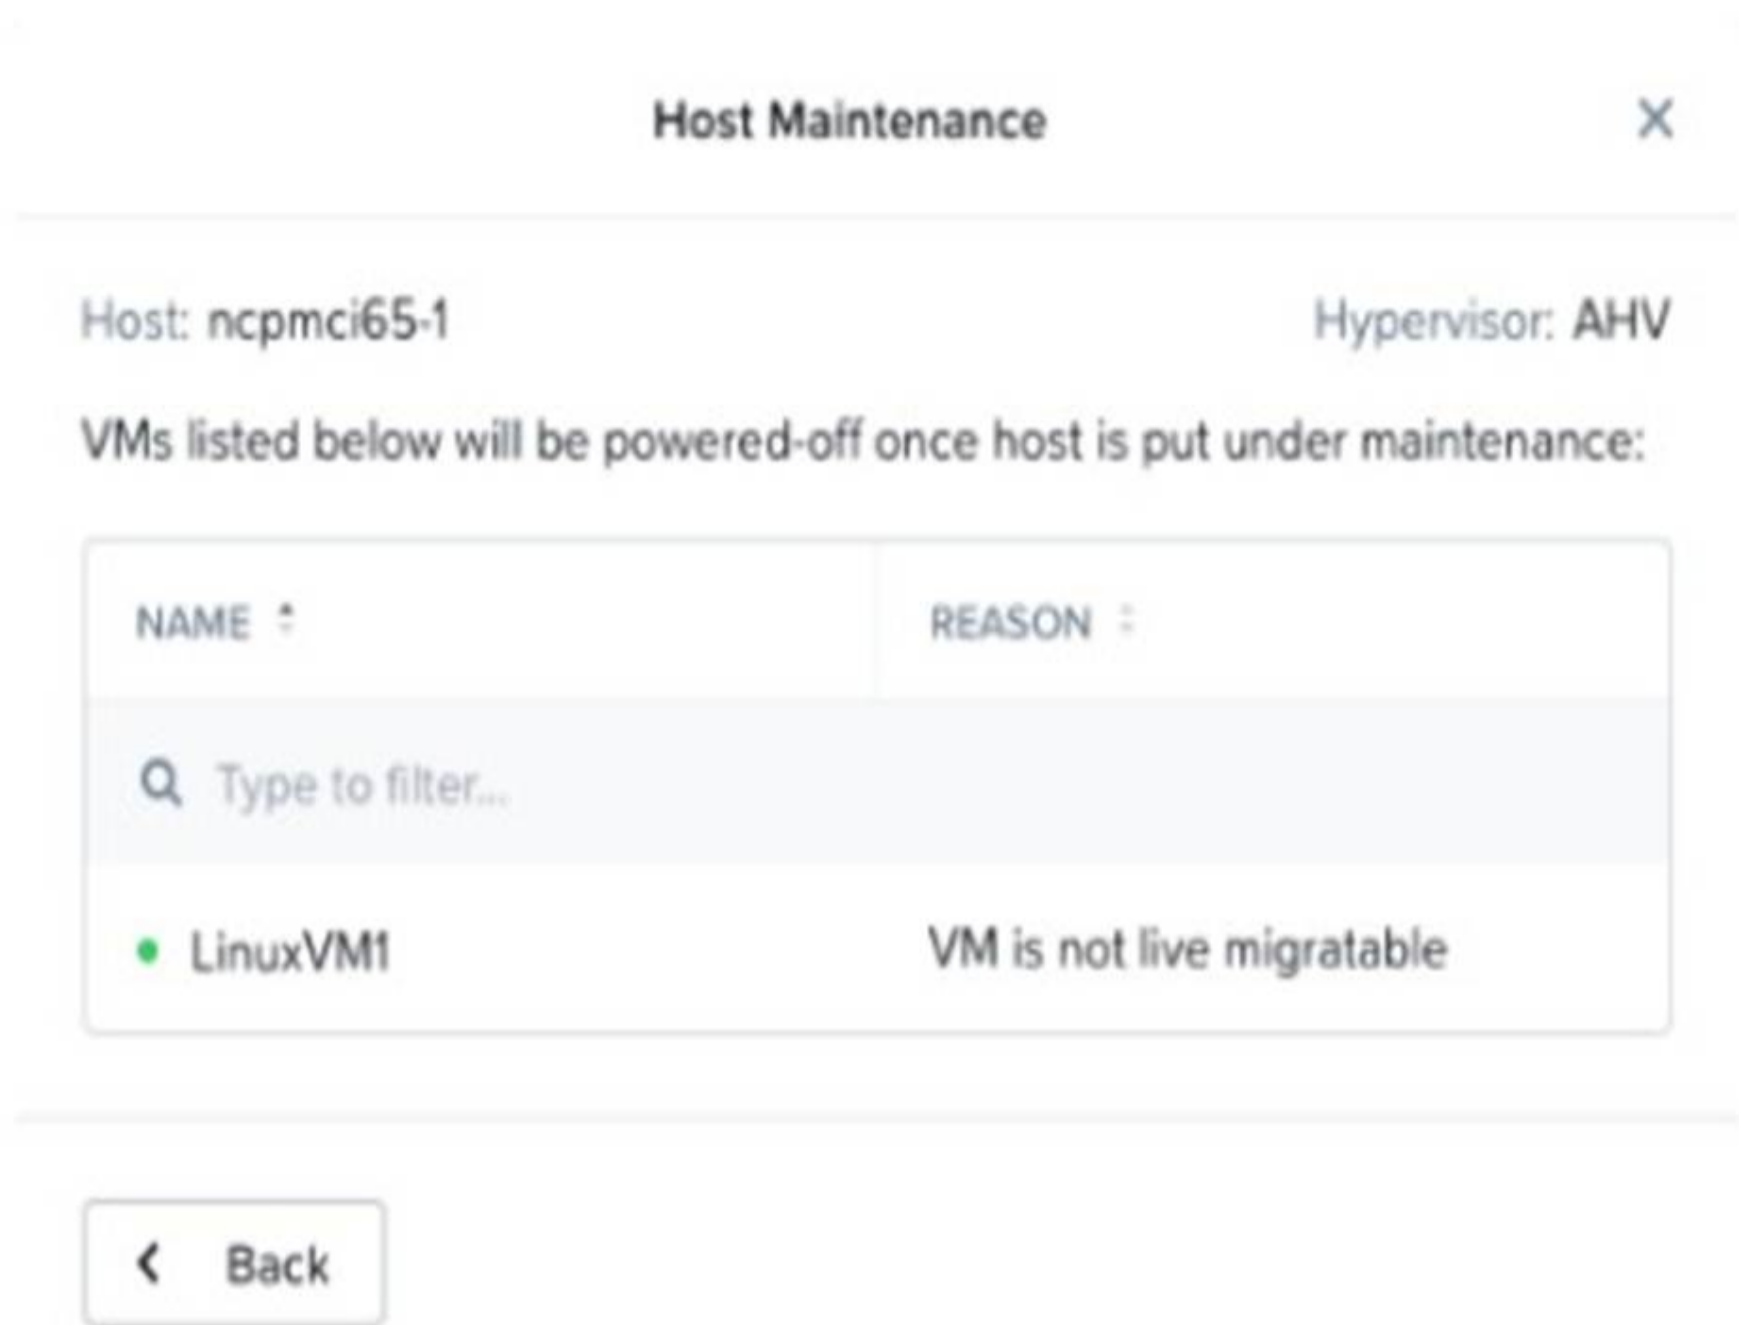 Host Maintenance
Host: ncpmci65-1 Hypervisor: AHV
VMs listed below will be powered-off once host is put under maintenance:
NAME REASON
Type to filter...
LinuxVM1 VM is not live migratable
Back